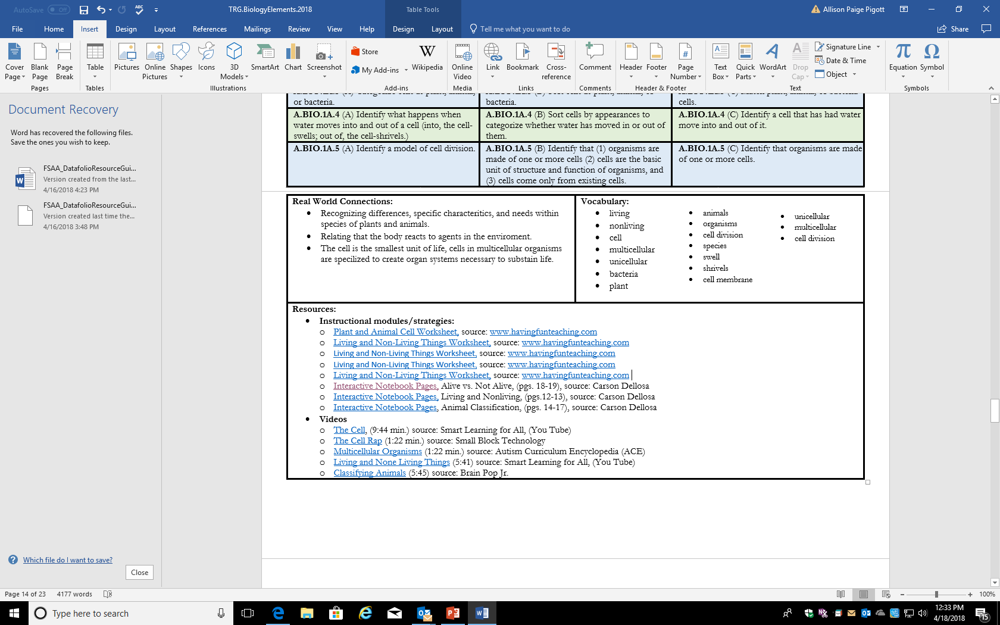 AutoSave Off
TRG.BiologyElements.2018
Table Tools
Allison Paige Pigott
File Home Insert Design Layout References Mailings Review View Help Design Layout Tell me what you want to do Share
Cover Page
Blank Page
Page Break
Pages
Table
Tables
Pictures
Online Pictures
Shapes
Icons
3D Models
SmartArt
Chart
Screenshot
Illustrations
Store
My Add-ins
Wikipedia
Add-ins
Online Video
Media
Link
Bookmark
Cross-reference
Links
Comment
Comments
Header
Footer
Page Number
Header & Footer
Text Box
Quick Parts
WordArt
Drop Cap
Signature Line
Date & Time
Object
Text
Equation
Symbol
Symbols
Document Recovery
Word has recovered the following files.
Save the ones you wish to keep.
FSAA_DatafolioResourceGui...
Version created from the last...
4/16/2018 4:23 PM
FSAA_DatafolioResourceGui...
Version created last time the...
4/16/2018 3:48 PM
Which file do I want to save?
Close
or bacteria.
bacteria.
cells.
A.BIO.1A.4 (A) Identify what happens when
water moves into and out of a cell (into, the cell-
swells; out of, the cell-shrivels.)
A.BIO.1A.4 (B) Sort cells by appearances to
categorize whether water has moved in or out of
them.
A.BIO.1A.4 (C) Identify a cell that has had water
move into and out of it.
A.BIO.1A.5 (A) Identify a model of cell division.
A.BIO.1A.5 (B) Identify that (1) organisms are
made of one or more cells (2) cells are the basic
unit of structure and function of organisms, and
(3) cells come only from existing cells.
A.BIO.1A.5 (C) Identify that organisms are made
of one or more cells.
Real World Connections:
• Recognizing differences, specific characteritics, and needs within
species of plants and animals.
• Relating that the body reacts to agents in the enviroment.
• The cell is the smallest unit of life, cells in multicellular organisms
are specilized to create organ systems necessary to substain life.
Vocabulary:
• living
• nonliving
• cell
• multicellular
• unicellular
• bacteria
• plant
• animals
• organisms
• cell division
• species
• swell
• shrivels
• cell membrane
• unicellular
• multicellular
• cell division
Resources:
• Instructional modules/strategies:
o Plant and Animal Cell Worksheet, source: www.havingfunteaching.com
o Living and Non-Living Things Worksheet, source: www.havingfunteaching.com
o Living and Non-Living Things Worksheet, source: www.havingfunteaching.com
o Living and Non-Living Things Worksheet, source: www.havingfunteaching.com
o Living and Non-Living Things Worksheet, source: www.havingfunteaching.com
o Interactive Notebook Pages, Alive vs. Not Alive, (pgs. 18-19), source: Carson Dellosa
o Interactive Notebook Pages, Living and Nonliving, (pgs.12-13), source: Carson Dellosa
o Interactive Notebook Pages, Animal Classification, (pgs. 14-17), source: Carson Dellosa
• Videos
o The Cell, (9:44 min.) source: Smart Learning for All, (You Tube)
o The Cell Rap (1:22 min.) source: Small Block Technology
o Multicellular Organisms (1:22 min.) source: Autism Curriculum Encyclopedia (ACE)
o Living and None Living Things (5:41) source: Smart Learning for All, (You Tube)
o Classifying Animals (5:45) source: Brain Pop Jr.
Page 14 of 23 4177 words
100%
Type here to search
12:33 PM
4/18/2018
15